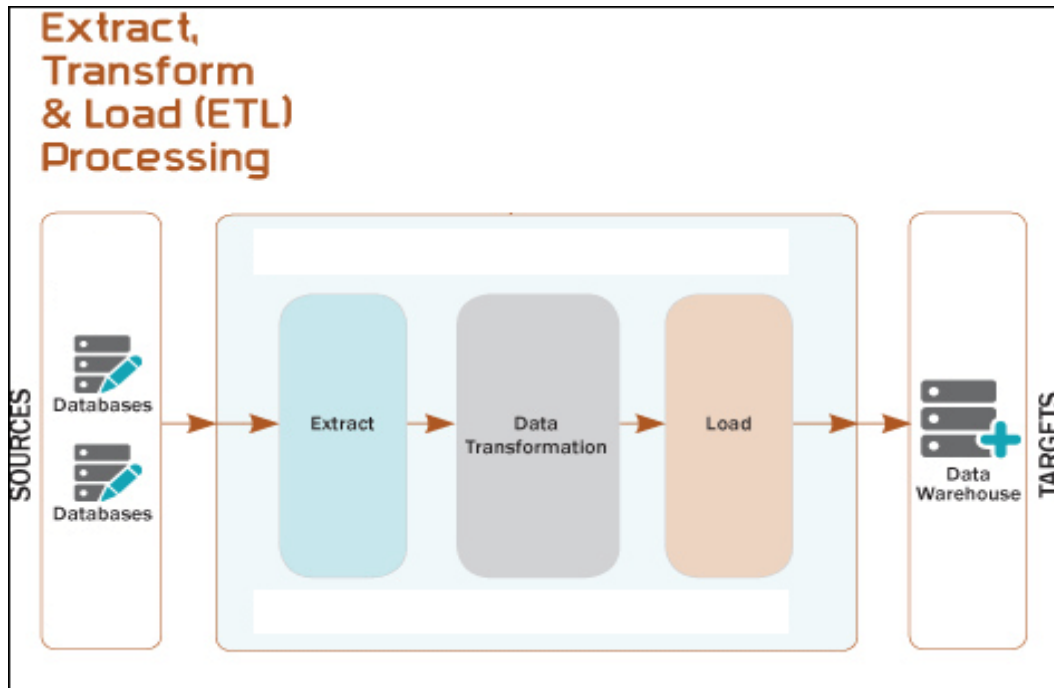 Extract,
Transform
& Load (ETL)
Processing
SOURCES
Databases
Databases
Extract
Data
Transformation
Load
Data
Warehouse
TARGETS